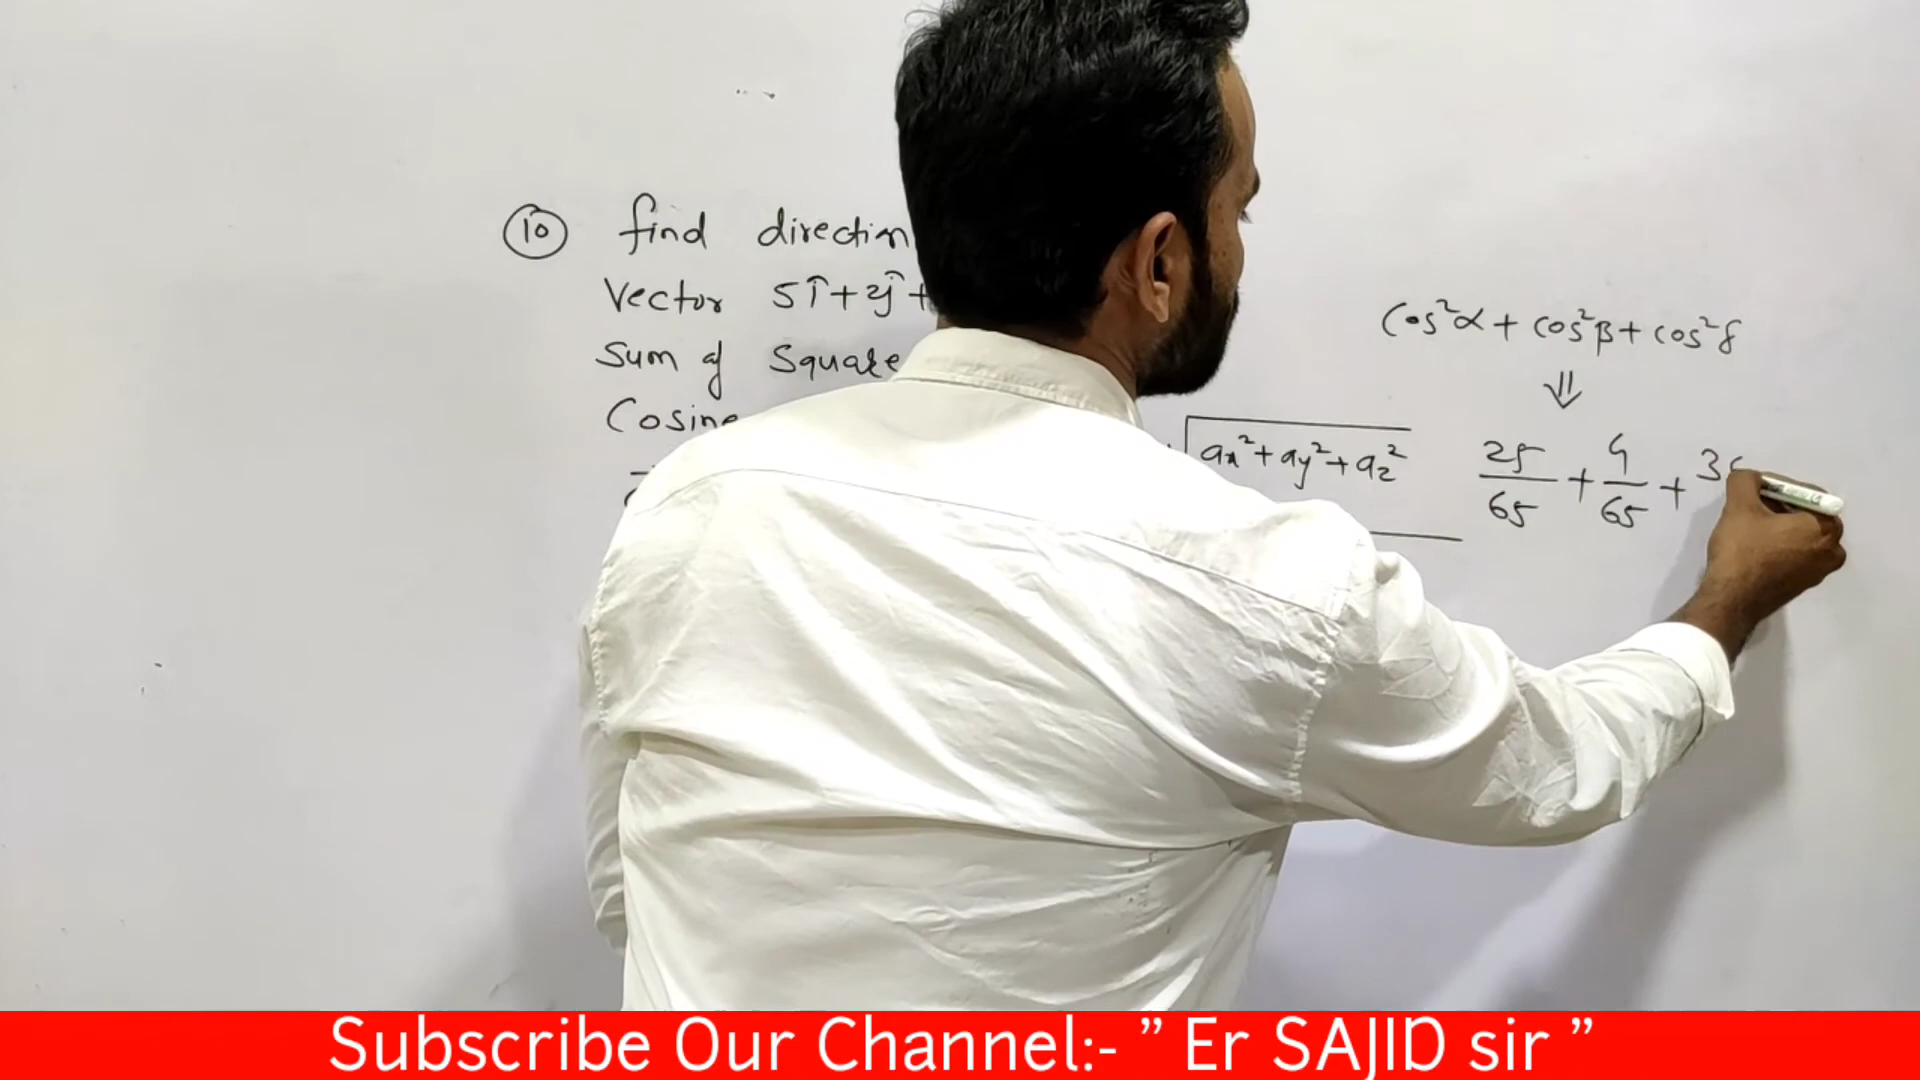 10 find direction
Vector 5î+2ĵ+
Sum of Square
Cosine
√ax²+ay²+az²
Cos²α+cos²β+cos²γ
⇓
25/65 + 4/65 + 36
Subscribe Our Channel:- ” Er SAJID sir ”